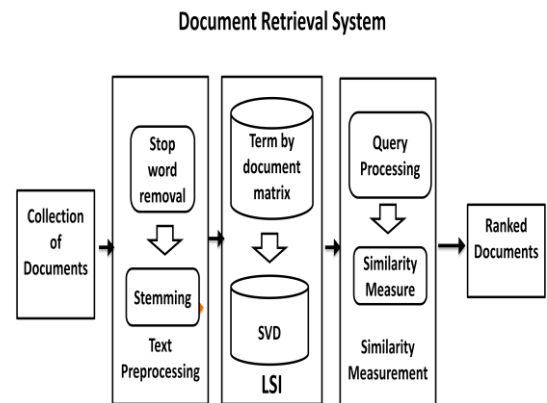 Document Retrieval System
Collection
of
Documents
Stop
word
removal
Stemming
Text
Preprocessing
Term by
document
matrix
SVD
LSI
Query
Processing
Similarity
Measure
Similarity
Measurement
Ranked
Documents